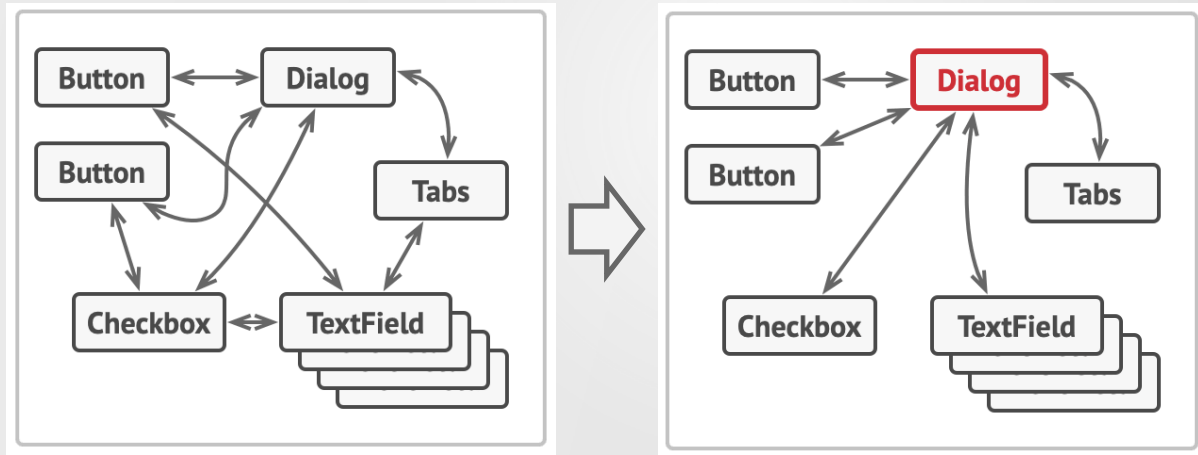 Button
Dialog
Button
Tabs
Checkbox
TextField
Button
Dialog
Button
Tabs
Checkbox
TextField